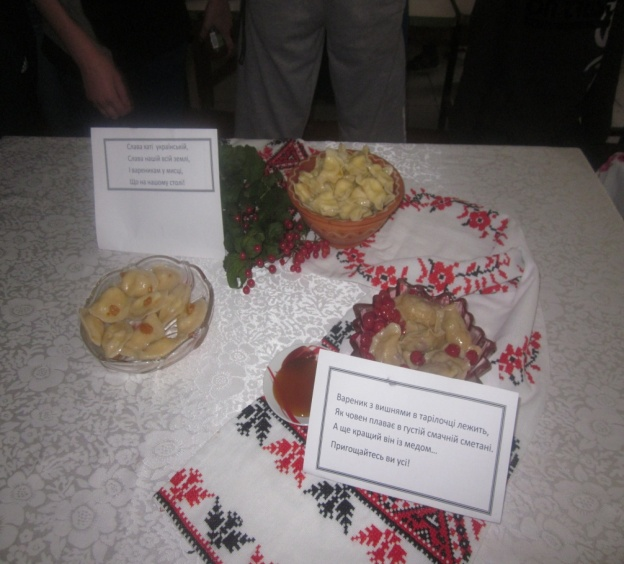 Слава хаті українській,
Слава нашій всій землі,
І вареникам у мисці,
Що на нашому столі!
Вареник з вишнями в тарілочці лежить,
Як човен плаває в густій смачній сметані.
А ще кращий він із медом...
Пригощайтесь ви усі!